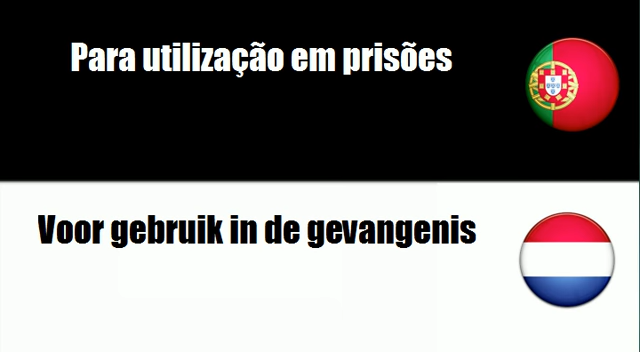 Para utilização em prisões
Voor gebruik in de gevangenis